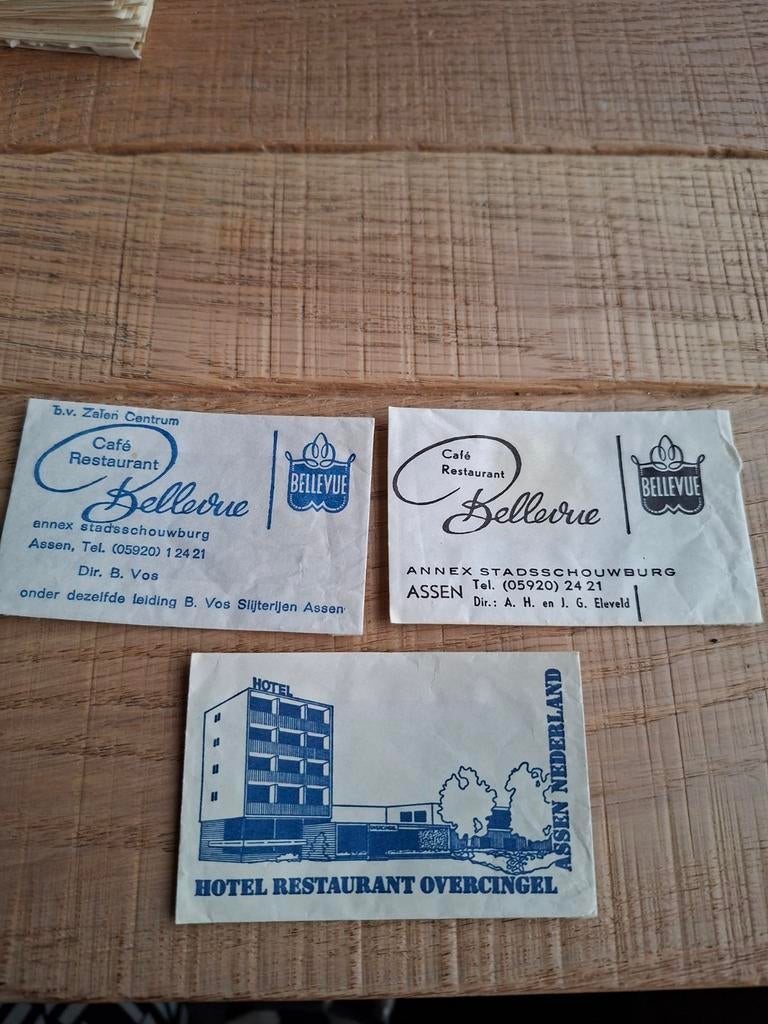 b.v. Zalen Centrum
Café
Restaurant
Bellevue
BELLEVUE
annex stadsschouwburg
Assen, Tel. (05920) 1 24 21
Dir. B. Vos
onder dezelfde leiding B. Vos Slijterijen Assen
Café
Restaurant
Bellevue
BELLEVUE
ANNEX STADSSCHOUWBURG
ASSEN Tel. (05920) 24 21
Dir.: A. H. en J. G. Eleveld
HOTEL
ASSEN NEDERLAND
HOTEL RESTAURANT OVERCINGEL